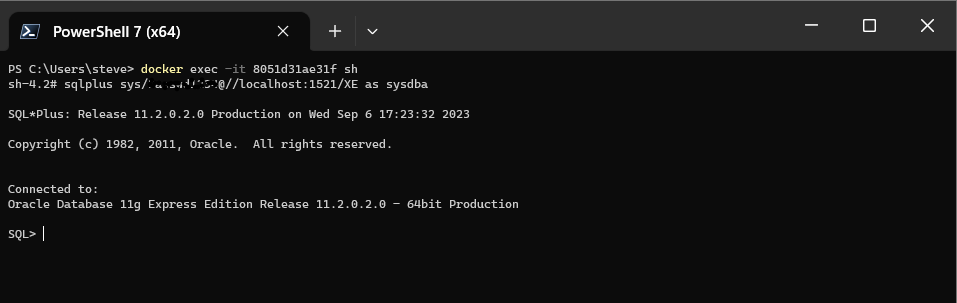 PowerShell 7 (x64)
PS C:\Users\steve> docker exec -it 8051d31ae31f sh
sh-4.2# sqlplus sys/ @//localhost:1521/XE as sysdba
SQL*Plus: Release 11.2.0.2.0 Production on Wed Sep 6 17:23:32 2023
Copyright (c) 1982, 2011, Oracle.  All rights reserved.
Connected to:
Oracle Database 11g Express Edition Release 11.2.0.2.0 - 64bit Production
SQL>